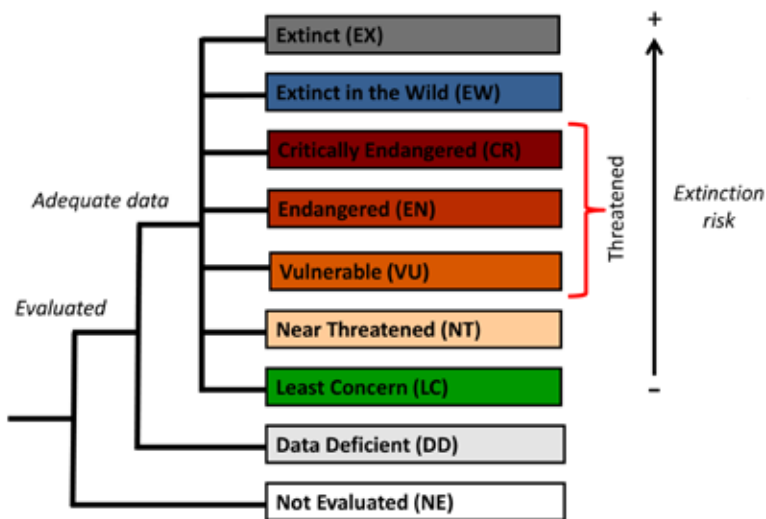 Extinct (EX)
Extinct in the Wild (EW)
Critically Endangered (CR)
Endangered (EN)
Vulnerable (VU)
Near Threatened (NT)
Least Concern (LC)
Data Deficient (DD)
Not Evaluated (NE)
Adequate data
Evaluated
Threatened
+
Extinction
risk
–